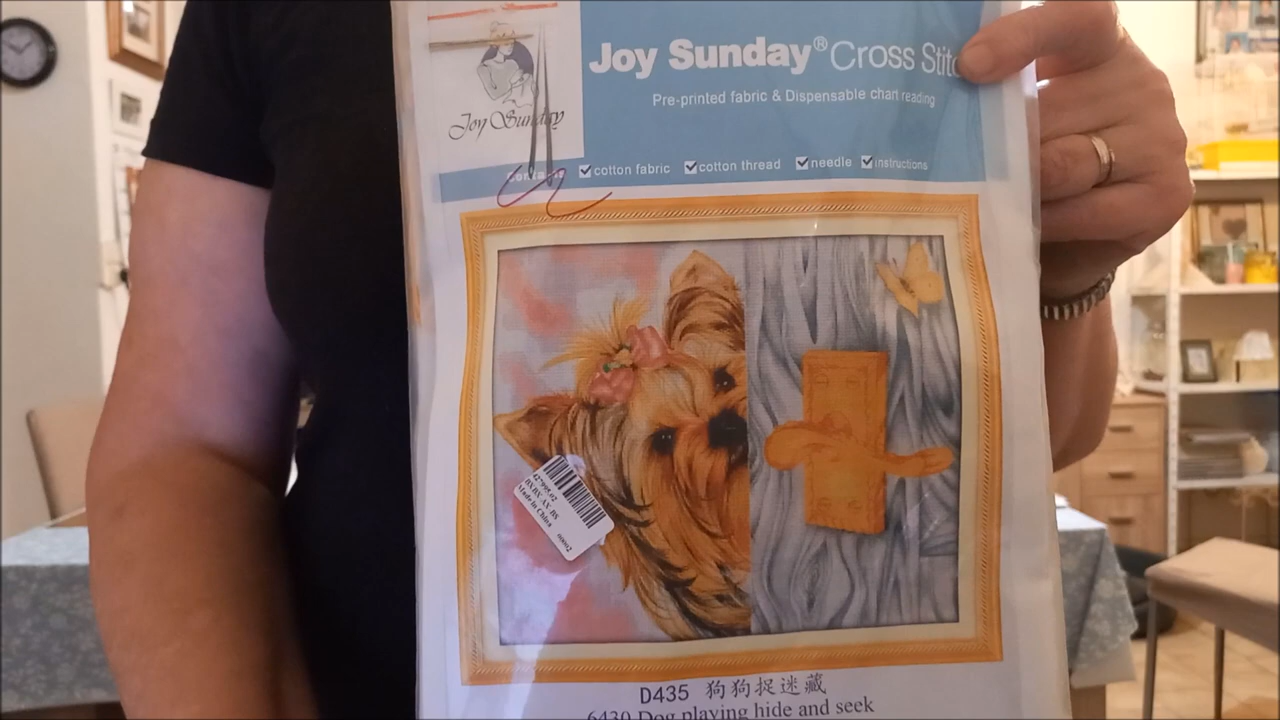 Joy Sunday® Cross Stitc
Pre-printed fabric & Dispensable chart reading
Joy Sunday
Contains cotton fabric cotton thread needle instructions
Made in China
D435 狗狗捉迷藏
6430 Dog playing hide and seek